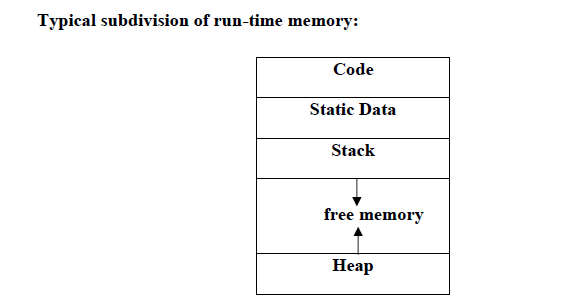 Typical subdivision of run-time memory:
Code
Static Data
Stack
free memory
Heap